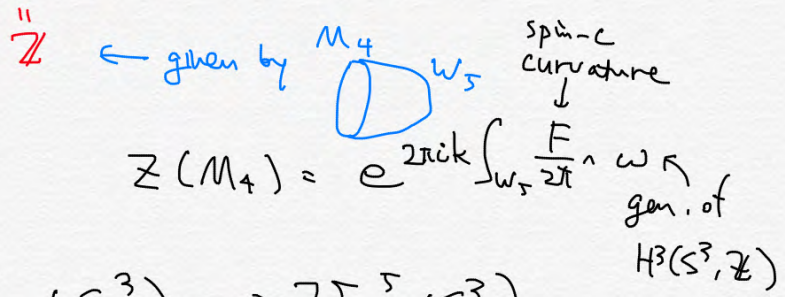 "
ℤ ← given by M₄ W₅
spin-c
curvature
↓
Z(M₄) = e^{2πik ∫_{W₅} F/2π ∧ ω}
gen. of
H³(S³, ℤ)